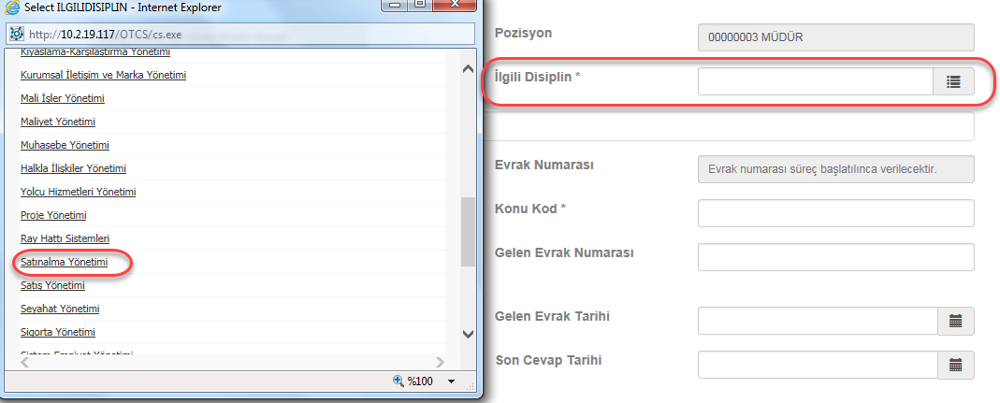 Select ILGILIDISIPLIN - Internet Explorer
http://10.2.19.117/OTCS/cs.exe
Kıyaslama-Karşılaştırma Yönetimi
Kurumsal İletişim ve Marka Yönetimi
Mali İşler Yönetimi
Maliyet Yönetimi
Muhasebe Yönetimi
Halkla İlişkiler Yönetimi
Yolcu Hizmetleri Yönetimi
Proje Yönetimi
Ray Hattı Sistemleri
Satınalma Yönetimi
Satış Yönetimi
Seyahat Yönetimi
Sigorta Yönetimi
Sistem Emniyet Yönetimi
%100
Pozisyon
00000003 MÜDÜR
İlgili Disiplin *
Evrak Numarası
Evrak numarası süreç başlatılınca verilecektir.
Konu Kod *
Gelen Evrak Numarası
Gelen Evrak Tarihi
Son Cevap Tarihi